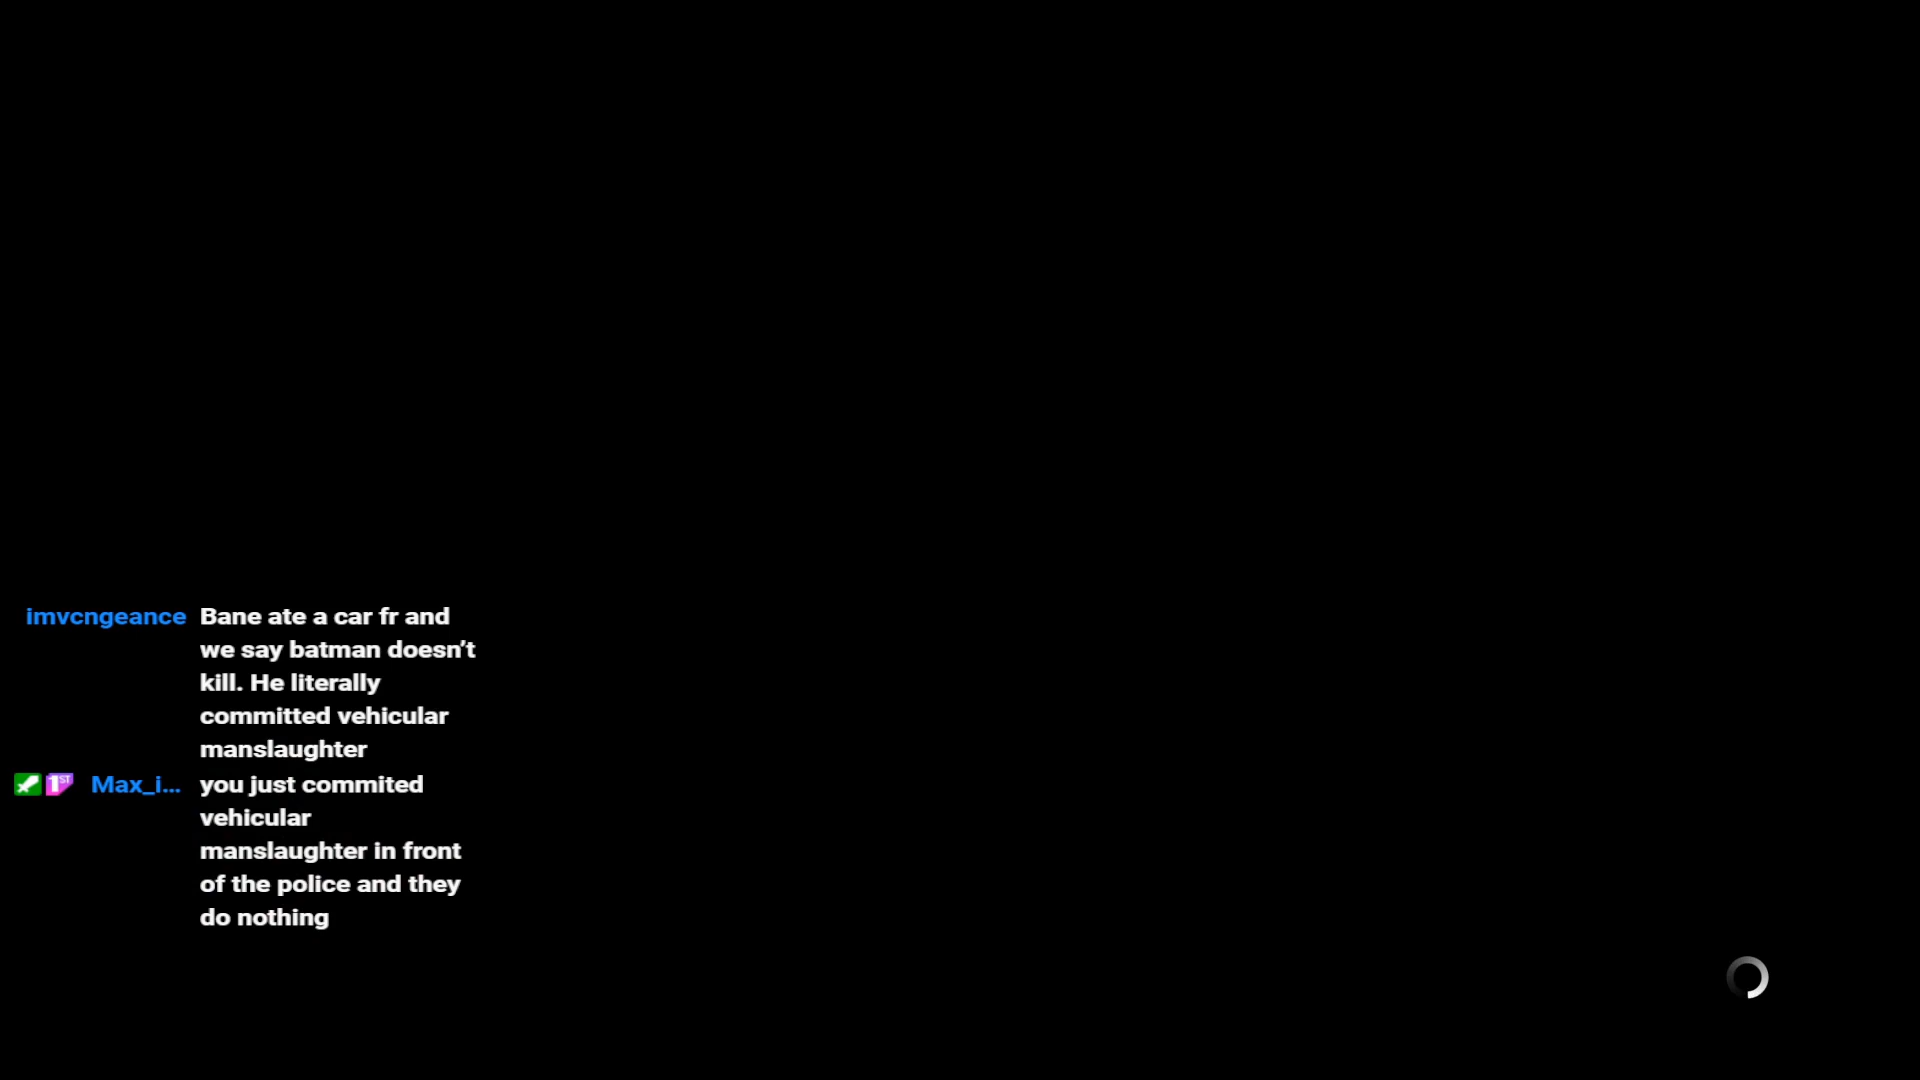 imvcngeance Bane ate a car fr and
we say batman doesn't
kill. He literally
committed vehicular
manslaughter
1ST Max_i... you just commited
vehicular
manslaughter in front
of the police and they
do nothing